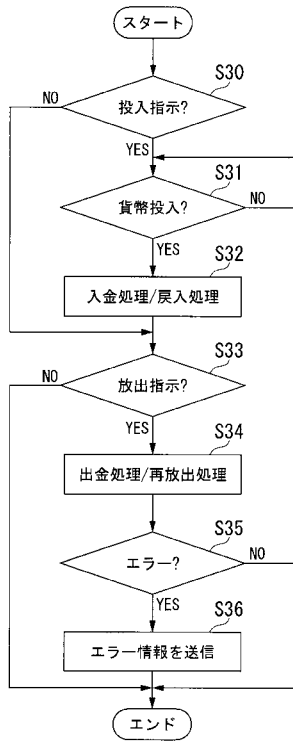 スタート
S30
投入指示?
NO
YES
S31
貨幣投入?
NO
YES
S32
入金処理/戻入処理
S33
放出指示?
NO
YES
S34
出金処理/再放出処理
S35
エラー?
NO
YES
S36
エラー情報を送信
エンド